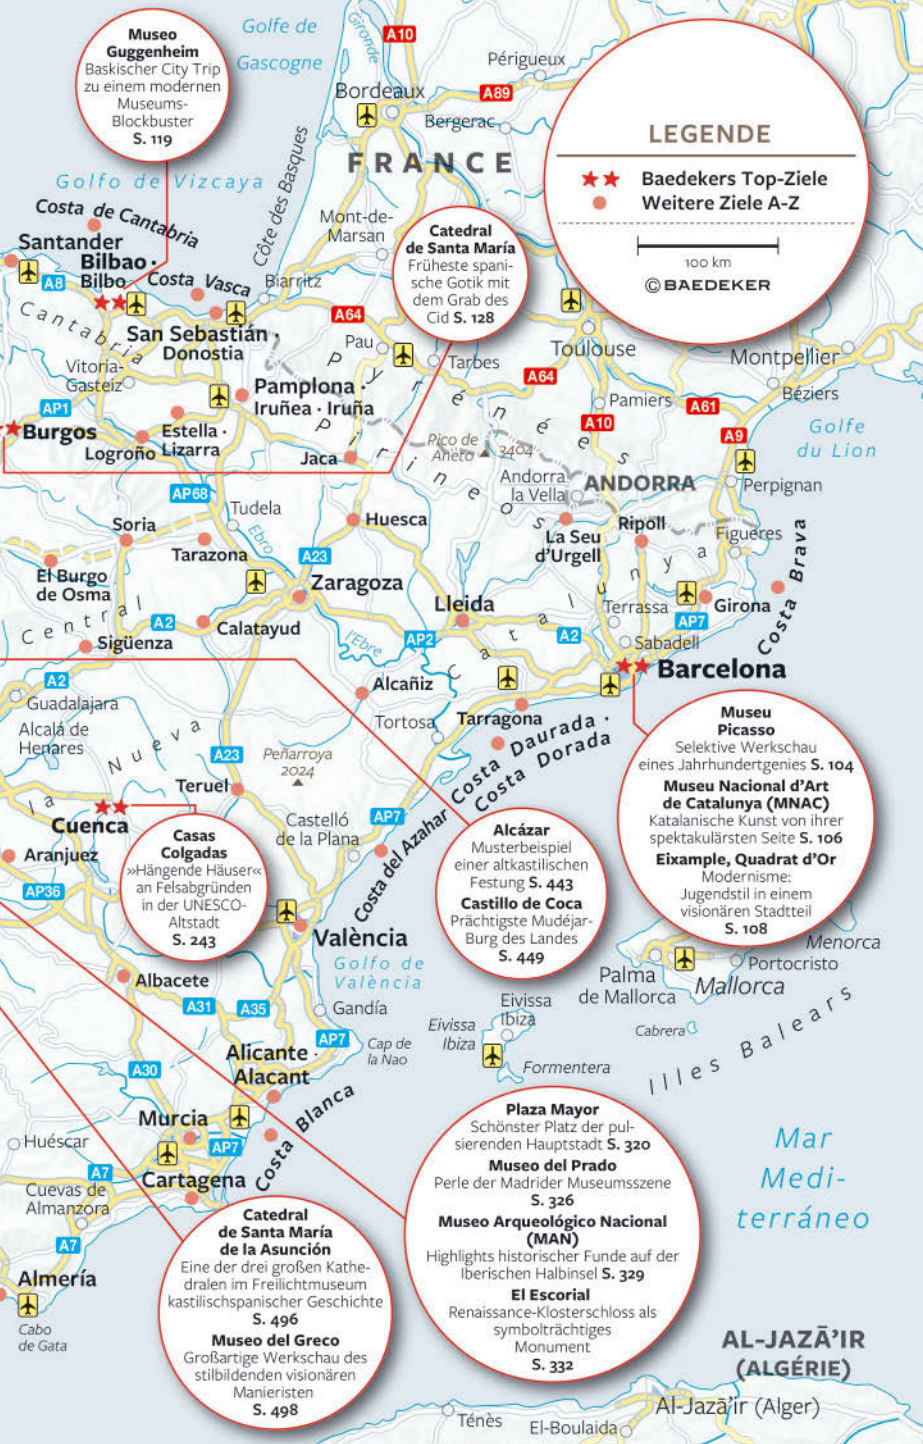 Museo
Guggenheim
Baskischer City Trip
zu einem modernen
Museums-
Blockbuster
S. 119
Golfe de
Gascogne
Gironde
A10
Périgueux
Bordeaux
A89
Bergerac
FRANCE
LEGENDE
Baedekers Top-Ziele
Weitere Ziele A-Z
100 km
© BAEDEKER
Golfo de Vizcaya
Côte des Basques
Costa de Cantabria
Mont-de-
Marsan
Catedral
de Santa María
Früheste spani-
sche Gotik mit
dem Grab des
Cid S. 128
Santander
Bilbao ·
Bilbo
A8
Costa Vasca
Biarritz
Cantabria
San Sebastián ·
Donostia
A64
Pau
Tarbes
Toulouse
Montpellier
Béziers
Vitoria-
Gasteiz
Pamplona ·
Iruñea · Iruña
Pyrénées
Pirineos
A64
Pamiers
A61
A10
A9
Golfe
du Lion
AP1
Burgos
Logroño
Estella ·
Lizarra
Jaca
Pico de
Aneto
3404
Andorra
la Vella
ANDORRA
Perpignan
AP68
Tudela
Ebro
Soria
Huesca
La Seu
d'Urgell
Ripoll
Figueres
Tarazona
A23
El Burgo
de Osma
Zaragoza
Lleida
Catalunya
Terrassa
Girona
AP7
Costa Brava
Central
A2
Calatayud
l'Ebre
AP2
A2
Sabadell
Sigüenza
Barcelona
A2
Guadalajara
Alcañiz
Tarragona
Alcalá de
Henares
Tortosa
Costa Daurada ·
Costa Dorada
Museu
Picasso
Selektive Werkschau
eines Jahrhundertgenies S. 104
Museu Nacional d'Art
de Catalunya (MNAC)
Katalanische Kunst von ihrer
spektakulärsten Seite S. 106
Eixample, Quadrat d'Or
Modernisme:
Jugendstil in einem
visionären Stadtteil
S. 108
la Nueva
A23
Peñarroya
2024
Teruel
Cuenca
Castelló
de la Plana
AP7
Costa del Azahar
Aranjuez
Casas
Colgadas
»Hängende Häuser«
an Felsabgründen
in der UNESCO-
Altstadt
S. 243
Alcázar
Musterbeispiel
einer altkastilischen
Festung S. 443
Castillo de Coca
Prächtigste Mudéjar-
Burg des Landes
S. 449
AP36
València
Golfo de
València
Menorca
Portocristo
Palma
de Mallorca
Mallorca
Albacete
A31
A35
Gandía
Eivissa
Ibiza
Eivissa
Ibiza
Cabrera
Illes Balears
AP7
Cap de
la Nao
Formentera
Alicante ·
Alacant
A30
Costa Blanca
Murcia
AP7
Huéscar
A7
Cartagena
Cuevas de
Almanzora
A7
Almería
Cabo
de Gata
Plaza Mayor
Schönster Platz der pul-
sierenden Hauptstadt S. 320
Museo del Prado
Perle der Madrider Museumsszene
S. 326
Museo Arqueológico Nacional
(MAN)
Highlights historischer Funde auf der
Iberischen Halbinsel S. 329
El Escorial
Renaissance-Klosterschloss als
symbolträchtiges
Monument
S. 332
Mar
Medi-
terráneo
Catedral
de Santa María
de la Asunción
Eine der drei großen Kathe-
dralen im Freilichtmuseum
kastilischspanischer Geschichte
S. 496
Museo del Greco
Großartige Werkschau des
stilbildenden visionären
Manieristen
S. 498
AL-JAZĀ'IR
(ALGÉRIE)
Al-Jazā'ir (Alger)
Ténès
El-Boulaida